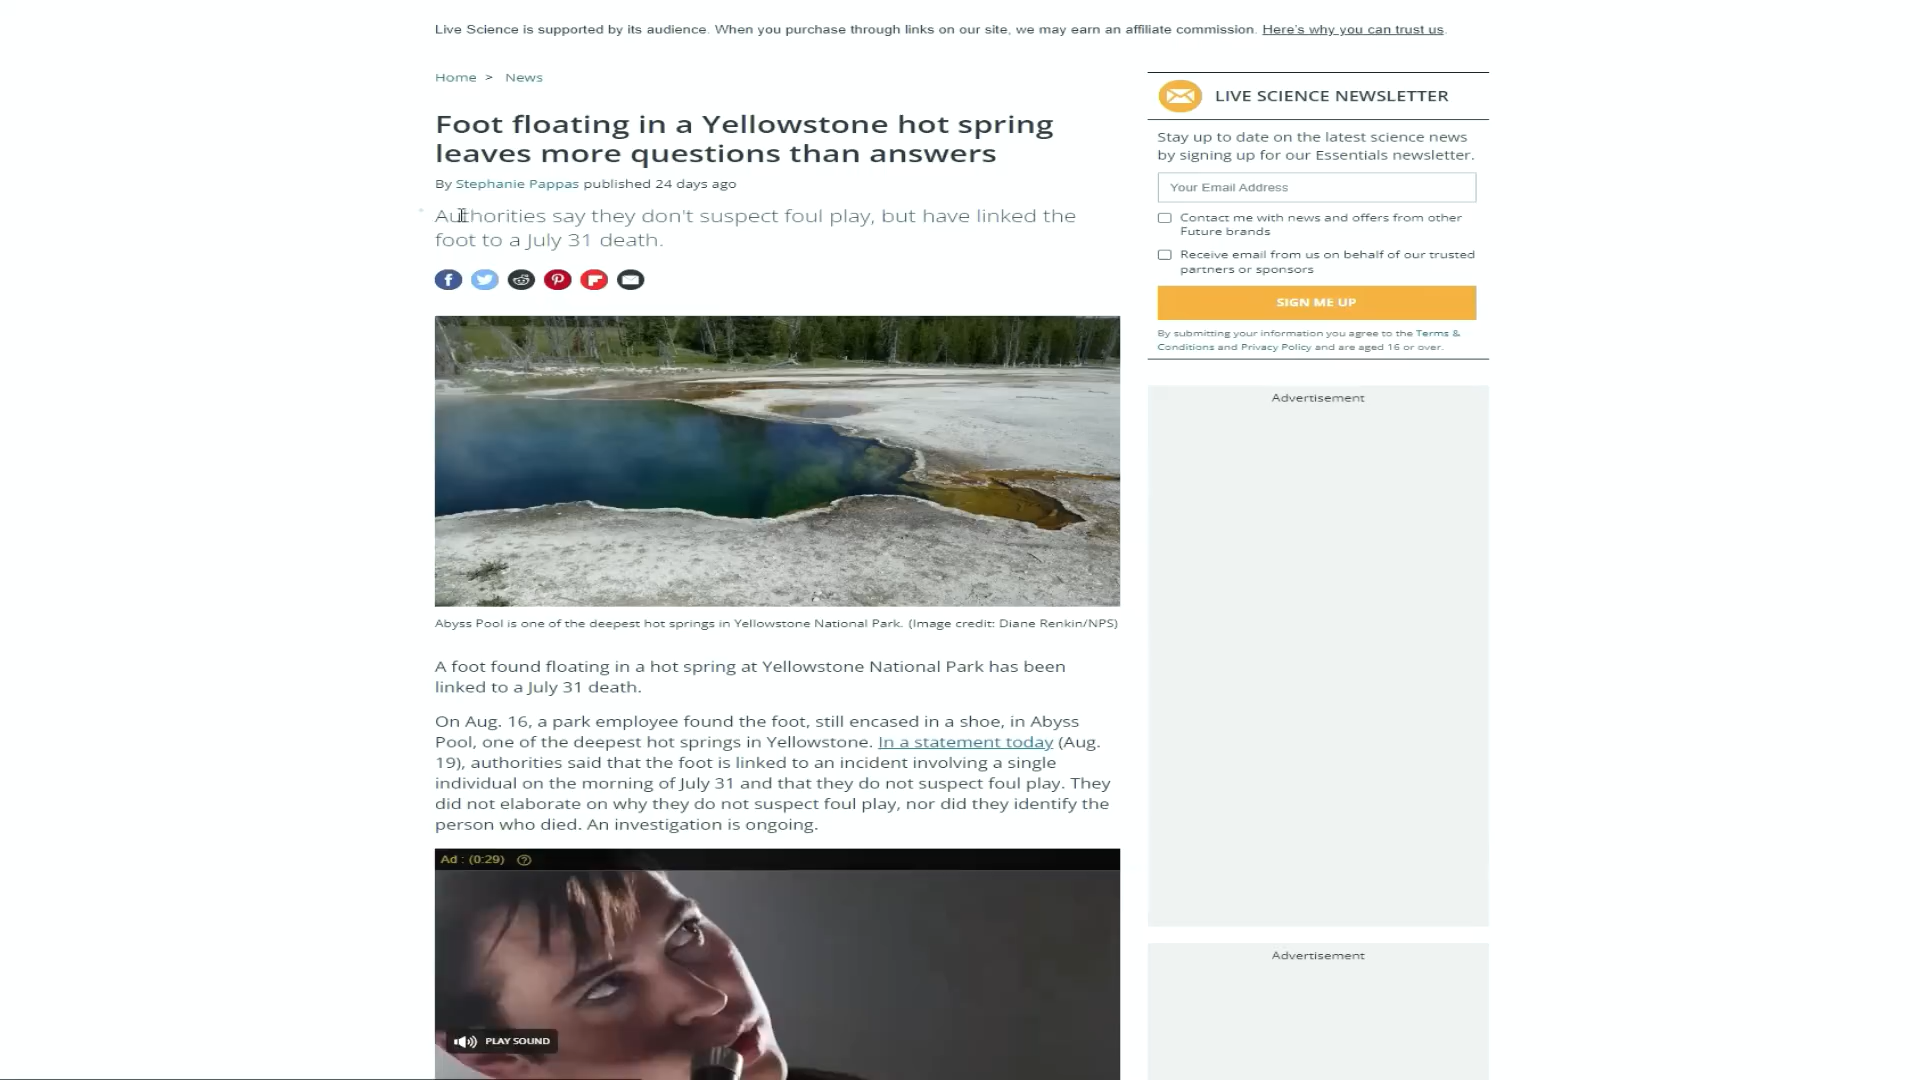 Live Science is supported by its audience. When you purchase through links on our site, we may earn an affiliate commission. Here's why you can trust us.
Home > News
Foot floating in a Yellowstone hot spring
leaves more questions than answers
By Stephanie Pappas published 24 days ago
Authorities say they don't suspect foul play, but have linked the
foot to a July 31 death.
Abyss Pool is one of the deepest hot springs in Yellowstone National Park. (Image credit: Diane Renkin/NPS)
A foot found floating in a hot spring at Yellowstone National Park has been
linked to a July 31 death.
On Aug. 16, a park employee found the foot, still encased in a shoe, in Abyss
Pool, one of the deepest hot springs in Yellowstone. In a statement today (Aug.
19), authorities said that the foot is linked to an incident involving a single
individual on the morning of July 31 and that they do not suspect foul play. They
did not elaborate on why they do not suspect foul play, nor did they identify the
person who died. An investigation is ongoing.
Ad : (0:29)
PLAY SOUND
LIVE SCIENCE NEWSLETTER
Stay up to date on the latest science news
by signing up for our Essentials newsletter.
Your Email Address
Contact me with news and offers from other
Future brands
Receive email from us on behalf of our trusted
partners or sponsors
SIGN ME UP
By submitting your information you agree to the Terms &
Conditions and Privacy Policy and are aged 16 or over.
Advertisement
Advertisement